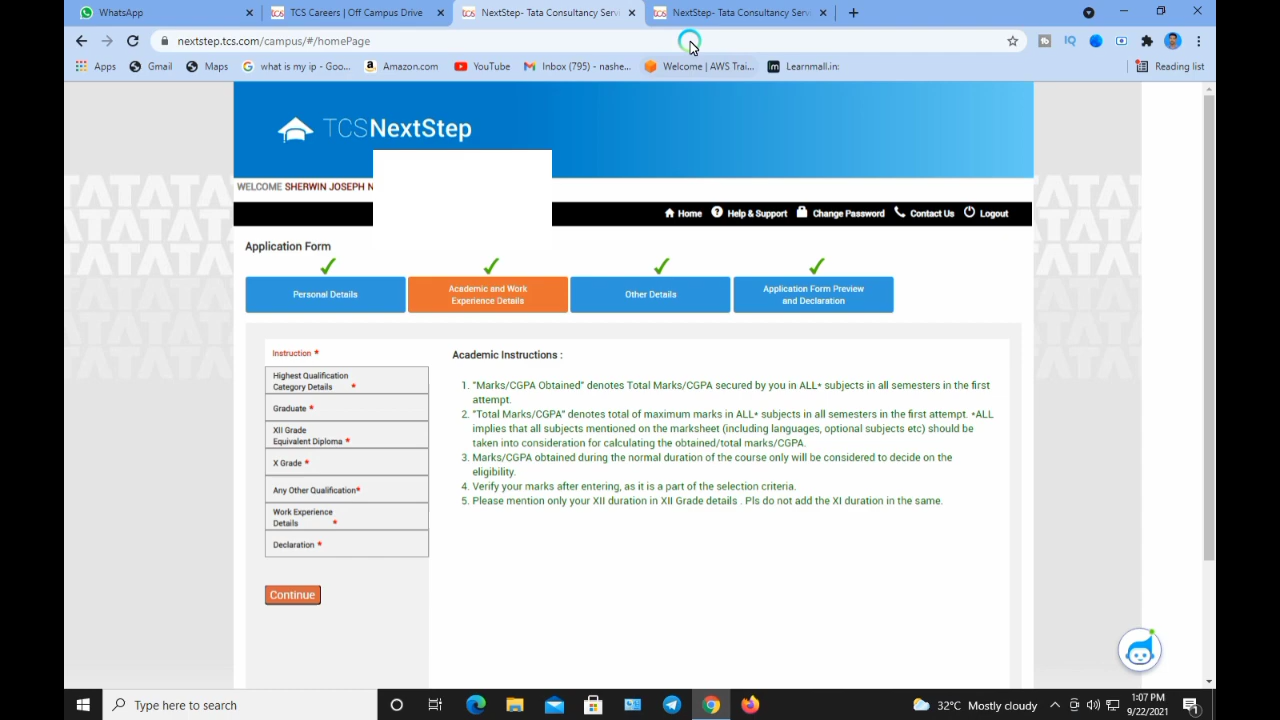 WhatsApp
TCS Careers | Off Campus Drive
NextStep- Tata Consultancy Serv
NextStep- Tata Consultancy Serv
nextstep.tcs.com/campus/#/homePage
Apps
Gmail
Maps
what is my ip - Goo...
Amazon.com
YouTube
Inbox (795) - nashe...
Welcome | AWS Trai...
Learnmall.in:
Reading list
TCSNextStep
WELCOME SHERWIN JOSEPH N
Home
Help & Support
Change Password
Contact Us
Logout
Application Form
Personal Details
Academic and Work
Experience Details
Other Details
Application Form Preview
and Declaration
Instruction *
Highest Qualification
Category Details *
Graduate *
XII Grade
Equivalent Diploma *
X Grade *
Any Other Qualification*
Work Experience
Details *
Declaration *
Continue
Academic Instructions :
1. "Marks/CGPA Obtained" denotes Total Marks/CGPA secured by you in ALL* subjects in all semesters in the first
attempt.
2. "Total Marks/CGPA" denotes total of maximum marks in ALL* subjects in all semesters in the first attempt. *ALL
implies that all subjects mentioned on the marksheet (including languages, optional subjects etc) should be
taken into consideration for calculating the obtained/total marks/CGPA.
3. Marks/CGPA obtained during the normal duration of the course only will be considered to decide on the
eligibility.
4. Verify your marks after entering, as it is a part of the selection criteria.
5. Please mention only your XII duration in XII Grade details . Pls do not add the XI duration in the same.
Type here to search
32°C Mostly cloudy
1:07 PM
9/22/2021